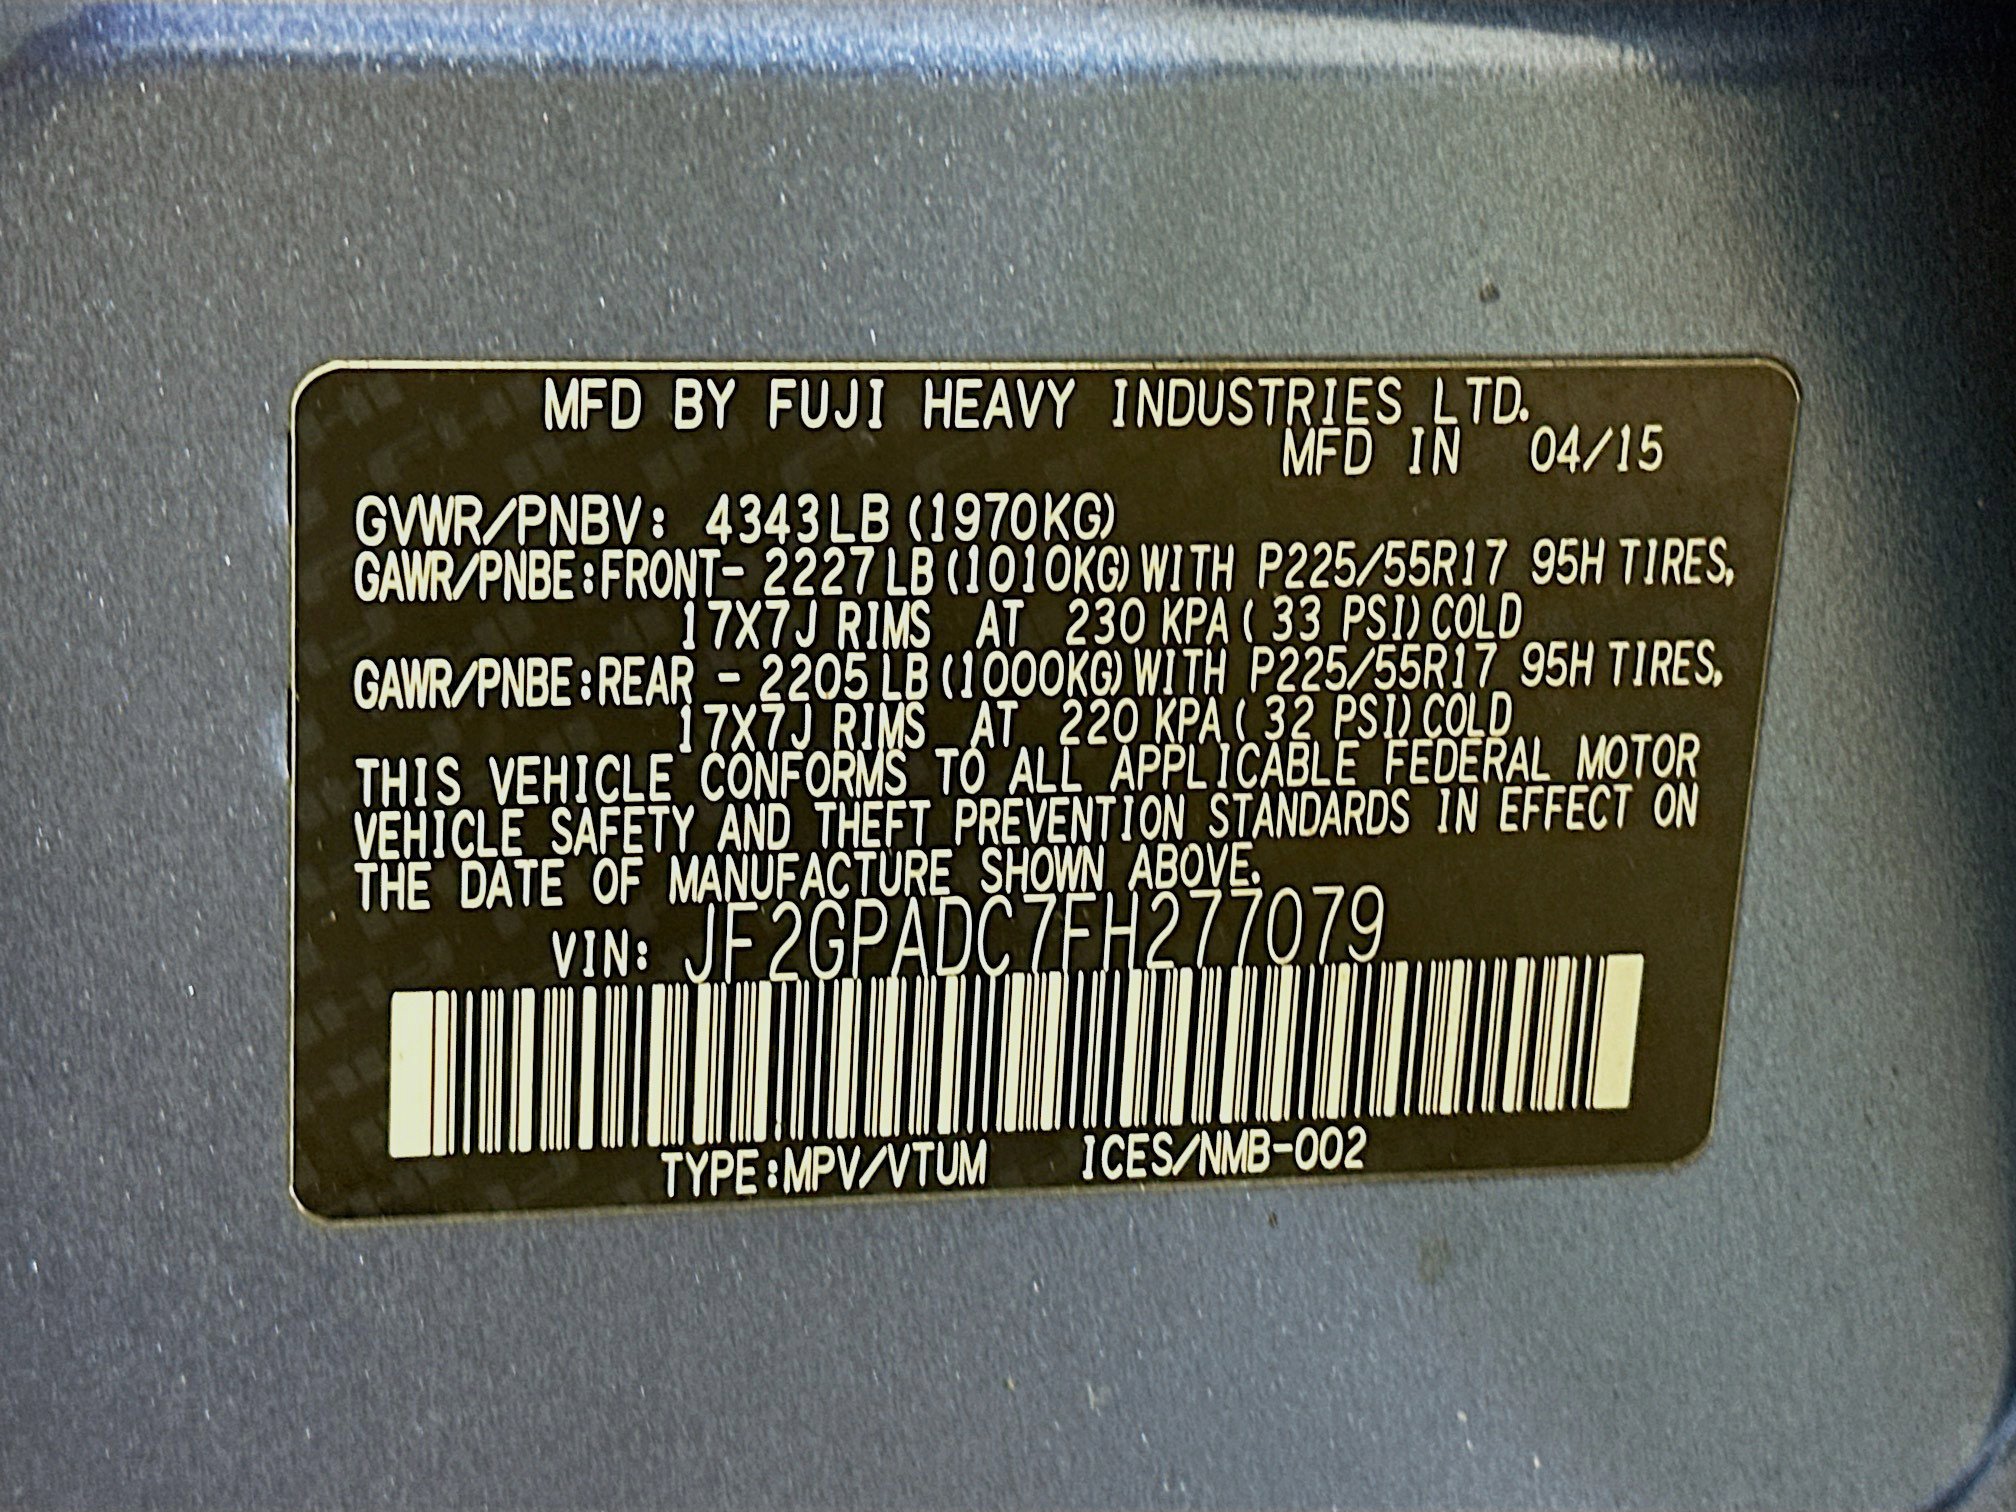 MFD BY FUJI HEAVY INDUSTRIES LTD.
MFD IN 04/15
GVWR/PNBV: 4343LB (1970KG)
GAWR/PNBE:FRONT- 2227LB (1010KG) WITH P225/55R17 95H TIRES,
17X7J RIMS AT 230 KPA ( 33 PSI) COLD
GAWR/PNBE:REAR - 2205LB (1000KG) WITH P225/55R17 95H TIRES,
17X7J RIMS AT 220 KPA ( 32 PSI) COLD
THIS VEHICLE CONFORMS TO ALL APPLICABLE FEDERAL MOTOR
VEHICLE SAFETY AND THEFT PREVENTION STANDARDS IN EFFECT ON
THE DATE OF MANUFACTURE SHOWN ABOVE.
VIN: JF2GPADC7FH277079
TYPE:MPV/VTUM ICES/NMB-002